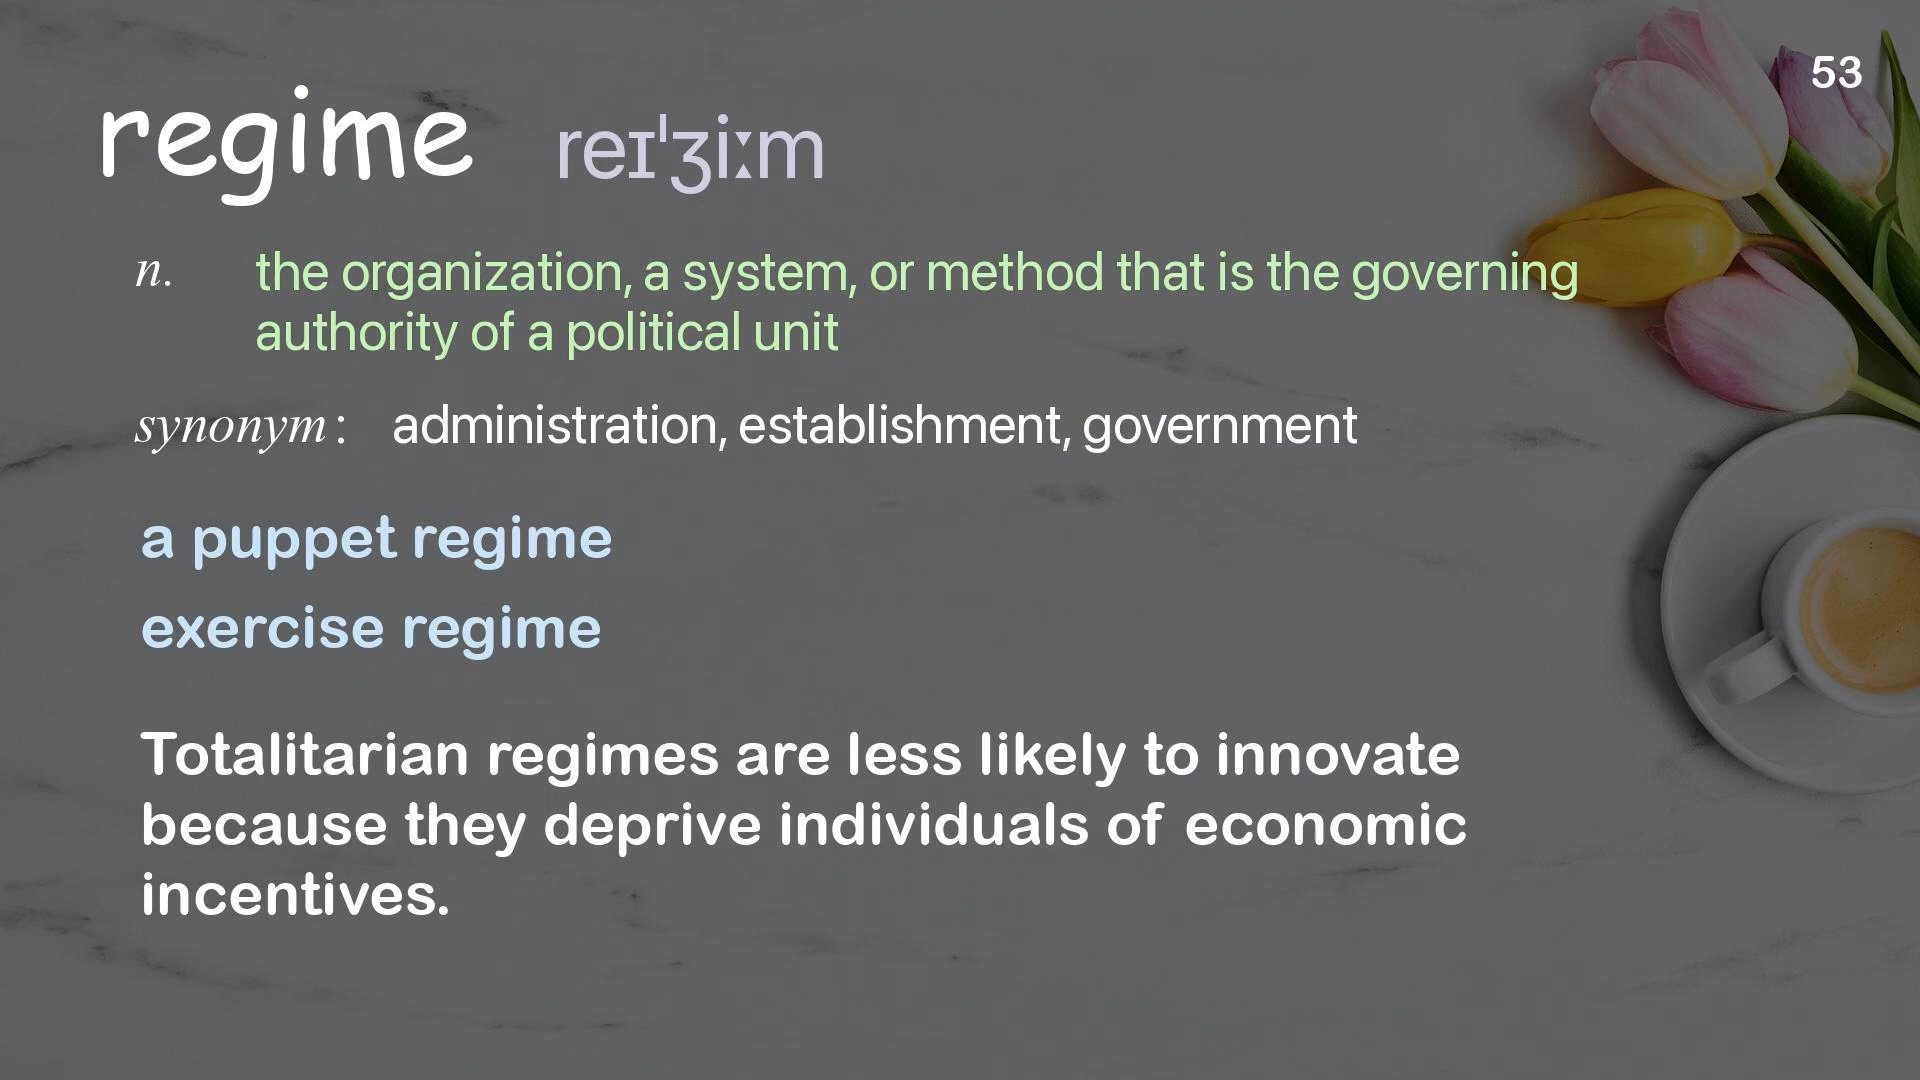 53
regime reɪˈʒiːm
n. the organization, a system, or method that is the governing
authority of a political unit
synonym: administration, establishment, government
a puppet regime
exercise regime
Totalitarian regimes are less likely to innovate
because they deprive individuals of economic
incentives.